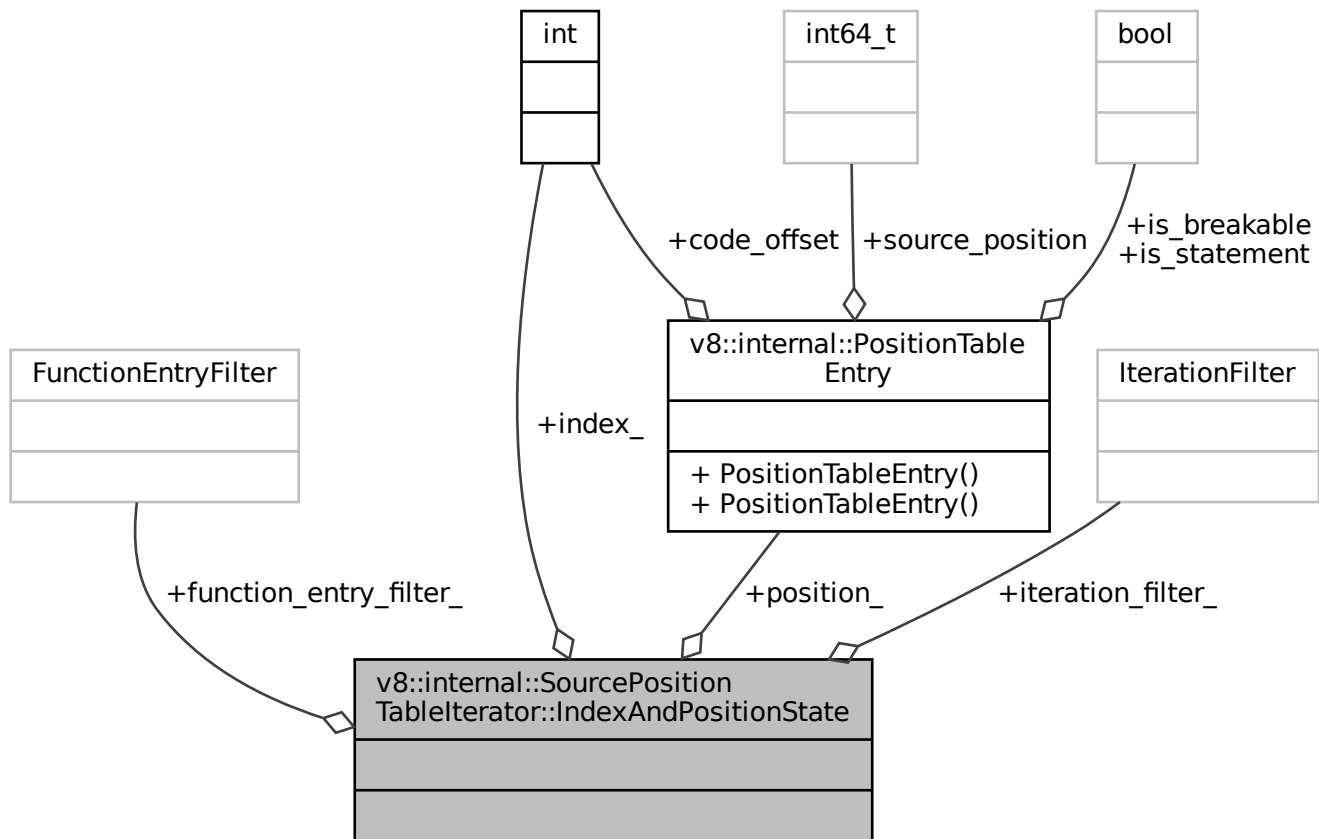 int
int64_t
bool
+code_offset
+source_position
+is_breakable
+is_statement
FunctionEntryFilter
+index_
v8::internal::PositionTable
Entry
+ PositionTableEntry()
+ PositionTableEntry()
IterationFilter
+function_entry_filter_
+position_
+iteration_filter_
v8::internal::SourcePosition
TableIterator::IndexAndPositionState